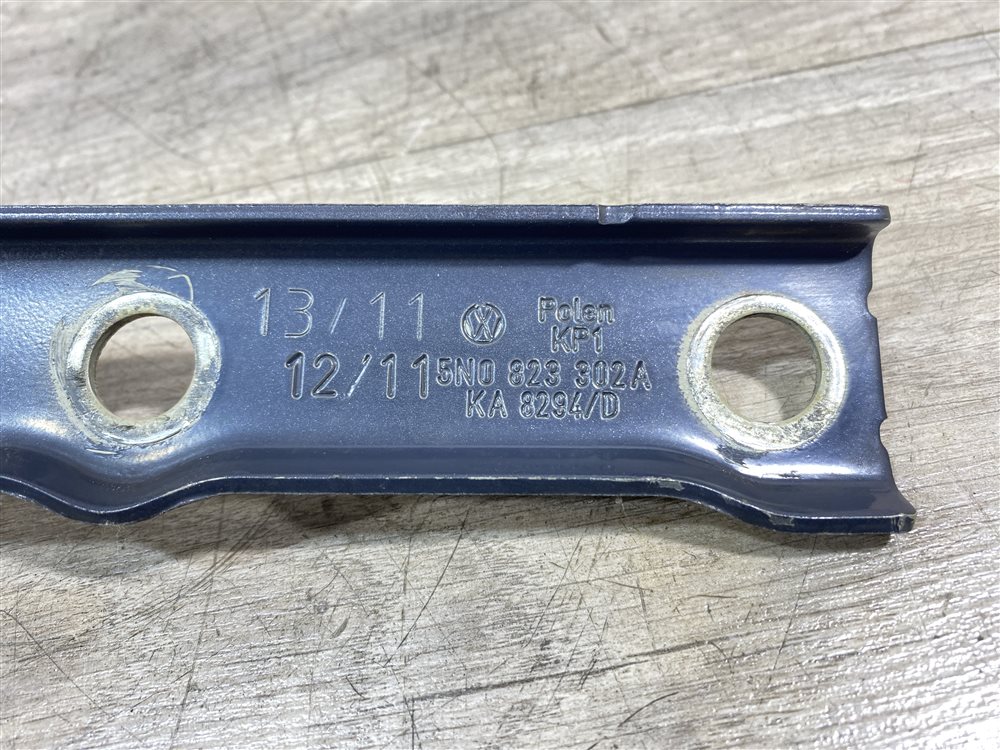 13/11
Polen
KP1
12/11
5N0 823 302A
KA 8294/D